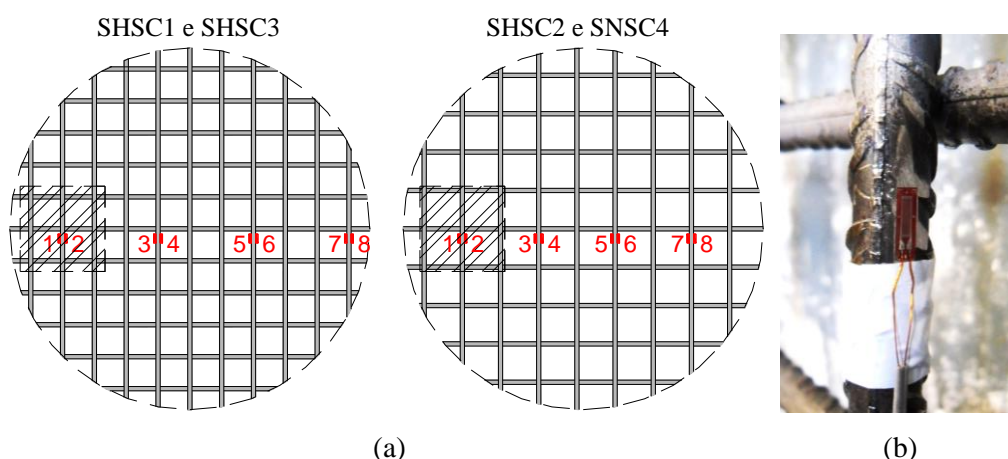 SHSC1 e SHSC3
SHSC2 e SNSC4
1 2 3 4 5 6 7 8
1 2 3 4 5 6 7 8
(a)
(b)